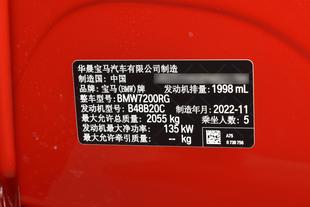 华晨宝马汽车有限公司制造
制造国：中国
品牌：宝马(BMW)牌 发动机排量：1998 mL
整车型号：BMW7200RG
发动机型号：B48B20C 制造年月：2022-11
最大允许总质量：2055 kg 乘坐人数：5
发动机最大净功率：135 kW A75
最大允许牵引质量：-- kg 8 738 756